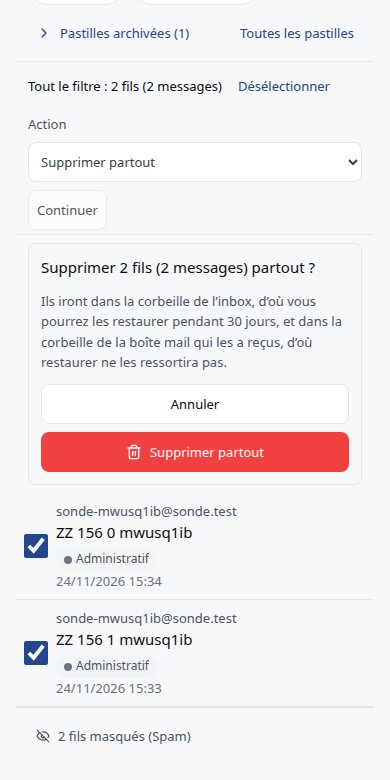 Pastilles archivées (1) Toutes les pastilles
Tout le filtre : 2 fils (2 messages) Désélectionner
Action
Supprimer partout
Continuer
Supprimer 2 fils (2 messages) partout ?
Ils iront dans la corbeille de l’inbox, d’où vous
pourrez les restaurer pendant 30 jours, et dans la
corbeille de la boîte mail qui les a reçus, d’où
restaurer ne les ressortira pas.
Annuler
Supprimer partout
sonde-mwusq1ib@sonde.test
ZZ 156 0 mwusq1ib
Administratif
24/11/2026 15:34
sonde-mwusq1ib@sonde.test
ZZ 156 1 mwusq1ib
Administratif
24/11/2026 15:33
2 fils masqués (Spam)